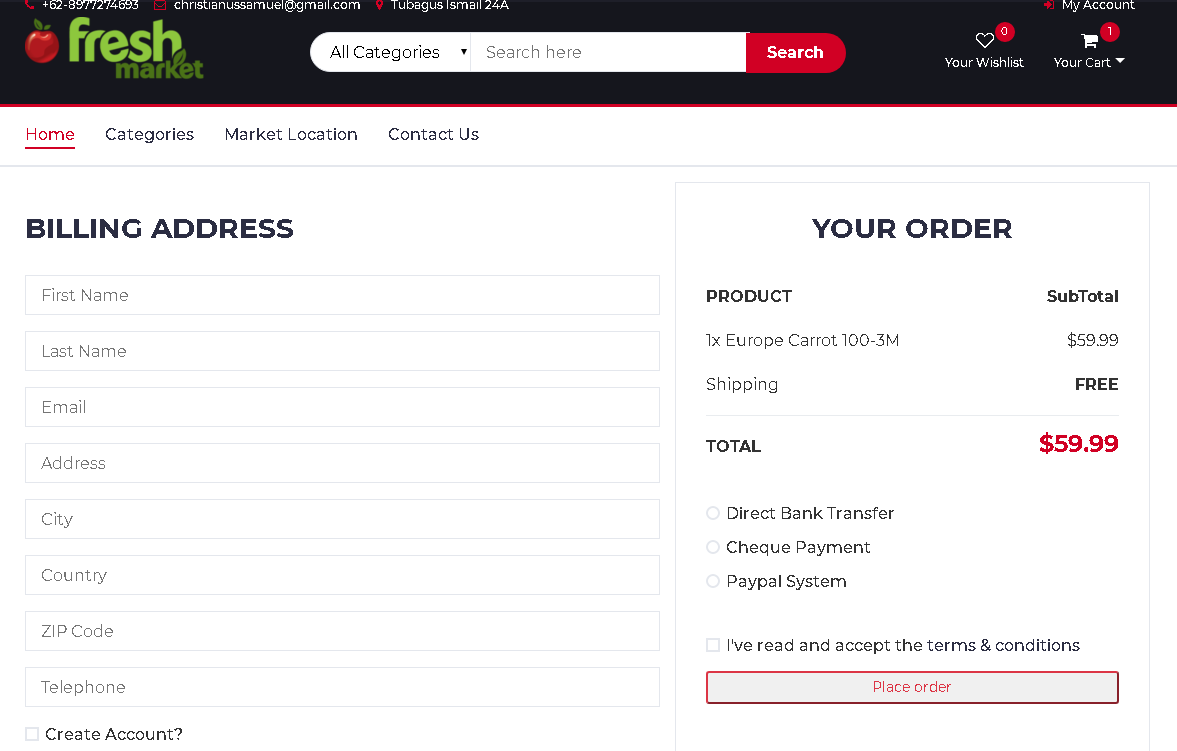 +62-8977274693 christianussamuel@gmail.com Tubagus Ismail 24A My Account
fresh
market
All Categories Search here Search
0
Your Wishlist
1
Your Cart
Home Categories Market Location Contact Us
BILLING ADDRESS
First Name
Last Name
Email
Address
City
Country
ZIP Code
Telephone
Create Account?
YOUR ORDER
PRODUCT SubTotal
1x Europe Carrot 100-3M $59.99
Shipping FREE
TOTAL $59.99
Direct Bank Transfer
Cheque Payment
Paypal System
I've read and accept the terms & conditions
Place order